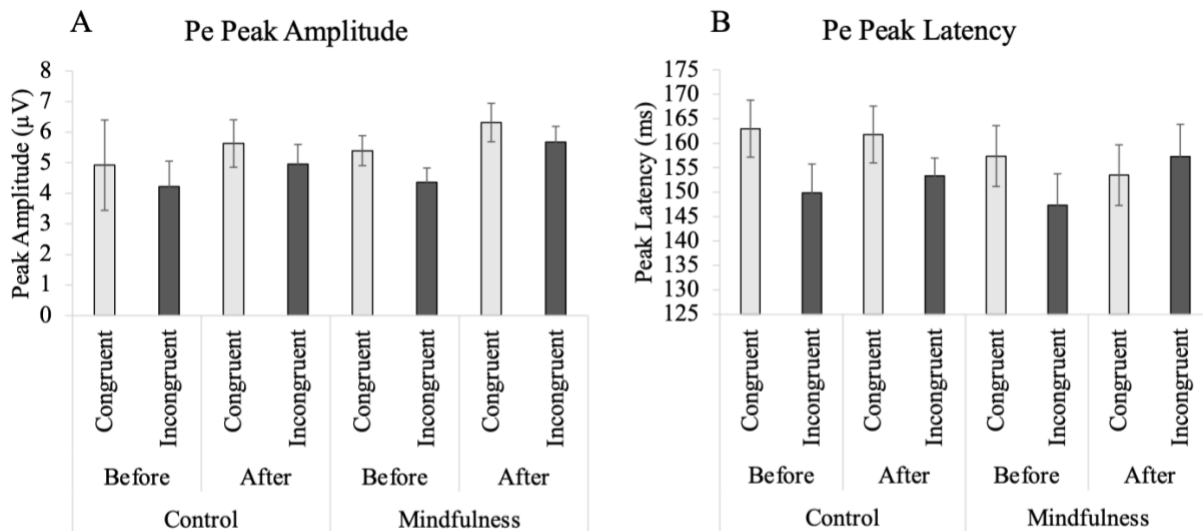 A
Pe Peak Amplitude
Peak Amplitude (µV)
8
7
6
5
4
3
2
1
0
Congruent
Incongruent
Congruent
Incongruent
Congruent
Incongruent
Congruent
Incongruent
Before
After
Before
After
Control
Mindfulness
B
Pe Peak Latency
Peak Latency (ms)
175
170
165
160
155
150
145
140
135
130
125
Congruent
Incongruent
Congruent
Incongruent
Congruent
Incongruent
Congruent
Incongruent
Before
After
Before
After
Control
Mindfulness